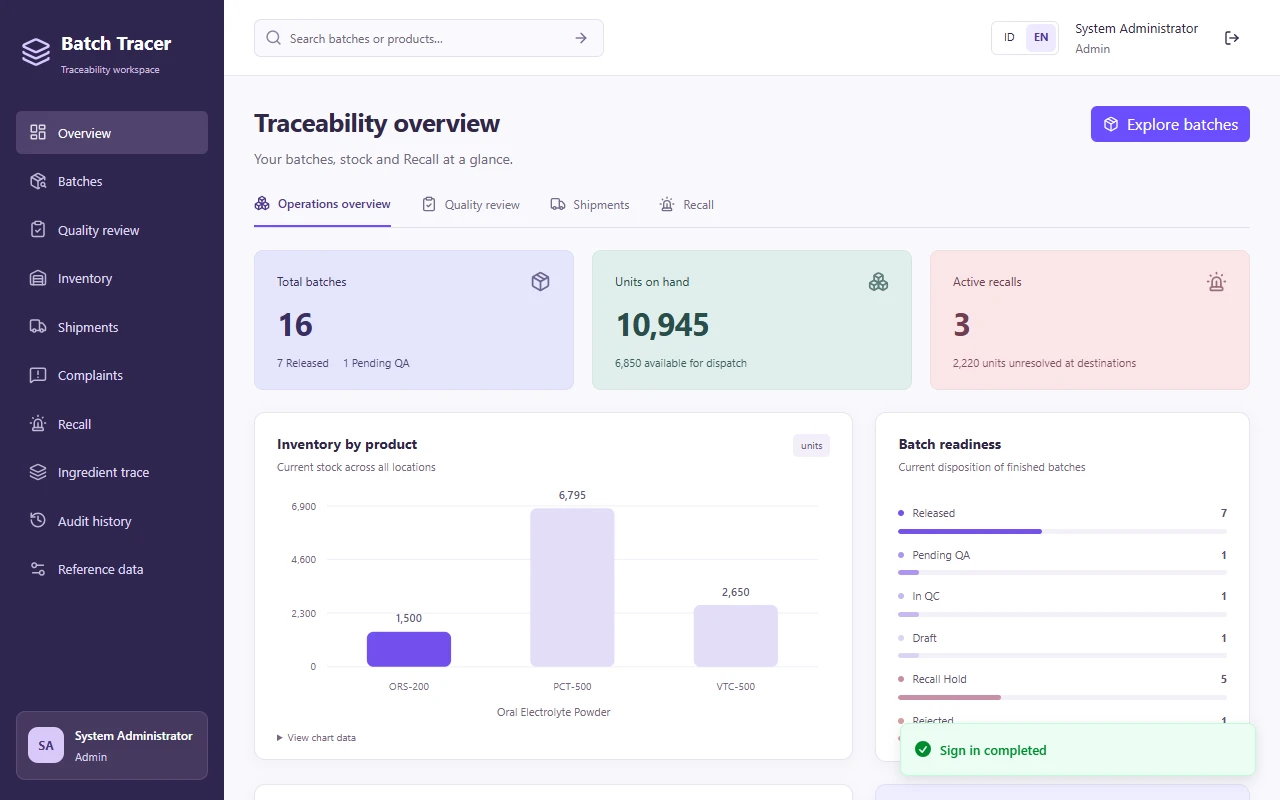 Batch Tracer
Traceability workspace
Overview
Batches
Quality review
Inventory
Shipments
Complaints
Recall
Ingredient trace
Audit history
Reference data
SA
System Administrator
Admin
Search batches or products...
ID EN
System Administrator
Admin
Traceability overview
Your batches, stock and Recall at a glance.
Explore batches
Operations overview
Quality review
Shipments
Recall
Total batches
16
7 Released 1 Pending QA
Units on hand
10,945
6,850 available for dispatch
Active recalls
3
2,220 units unresolved at destinations
Inventory by product
Current stock across all locations
units
6,900
4,600
2,300
0
1,500
6,795
2,650
ORS-200
PCT-500
VTC-500
Oral Electrolyte Powder
View chart data
Batch readiness
Current disposition of finished batches
Released 7
Pending QA 1
In QC 1
Draft 1
Recall Hold 5
Rejected 1
Sign in completed